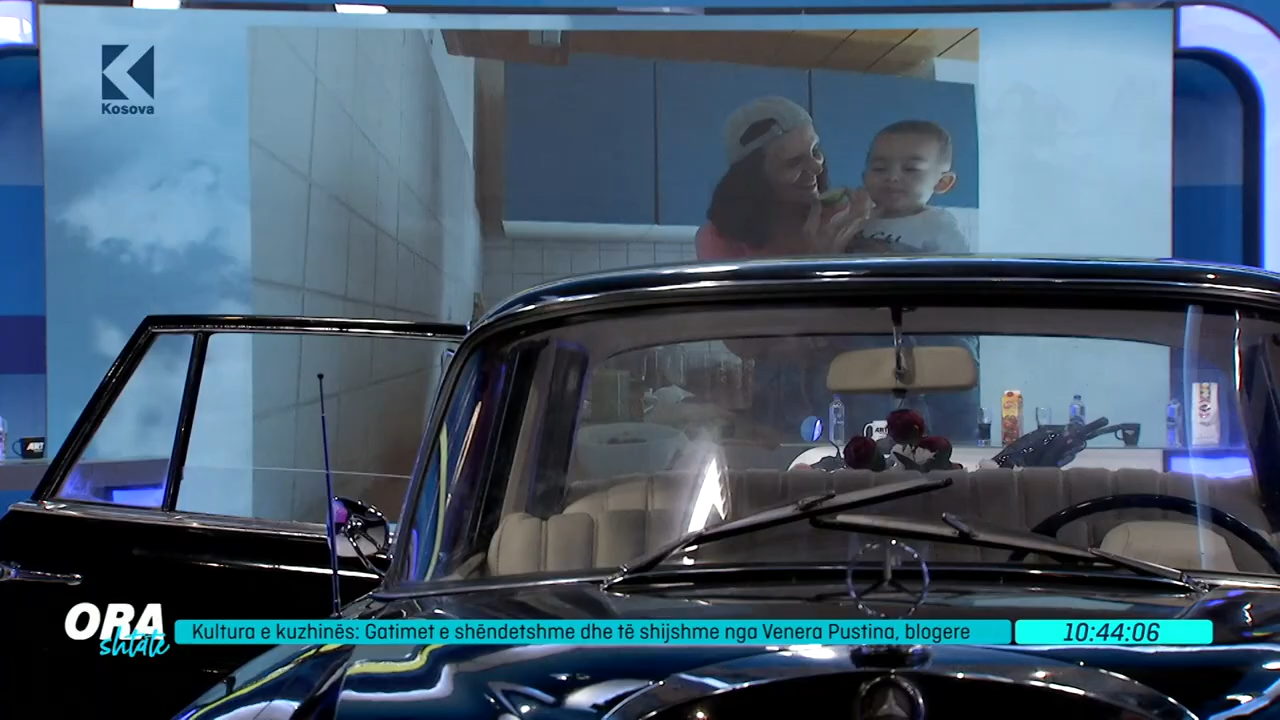 Kosova
ORA
shtatë
Kultura e kuzhinës: Gatimet e shëndetshme dhe të shijshme nga Venera Pustina, blogere
10:44:06